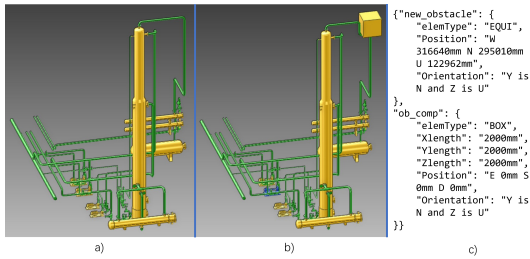 {"new_obstacle": {
"elemType": "EQUI",
"Position": "W
316640mm N 295010mm
U 122962mm",
"Orientation": "Y is
N and Z is U"
},
"ob_comp": {
"elemType": "BOX",
"Xlength": "2000mm",
"Ylength": "2000mm",
"Zlength": "2000mm",
"Position": "E 0mm S
0mm D 0mm",
"Orientation": "Y is
N and Z is U"
}}
a)
b)
c)